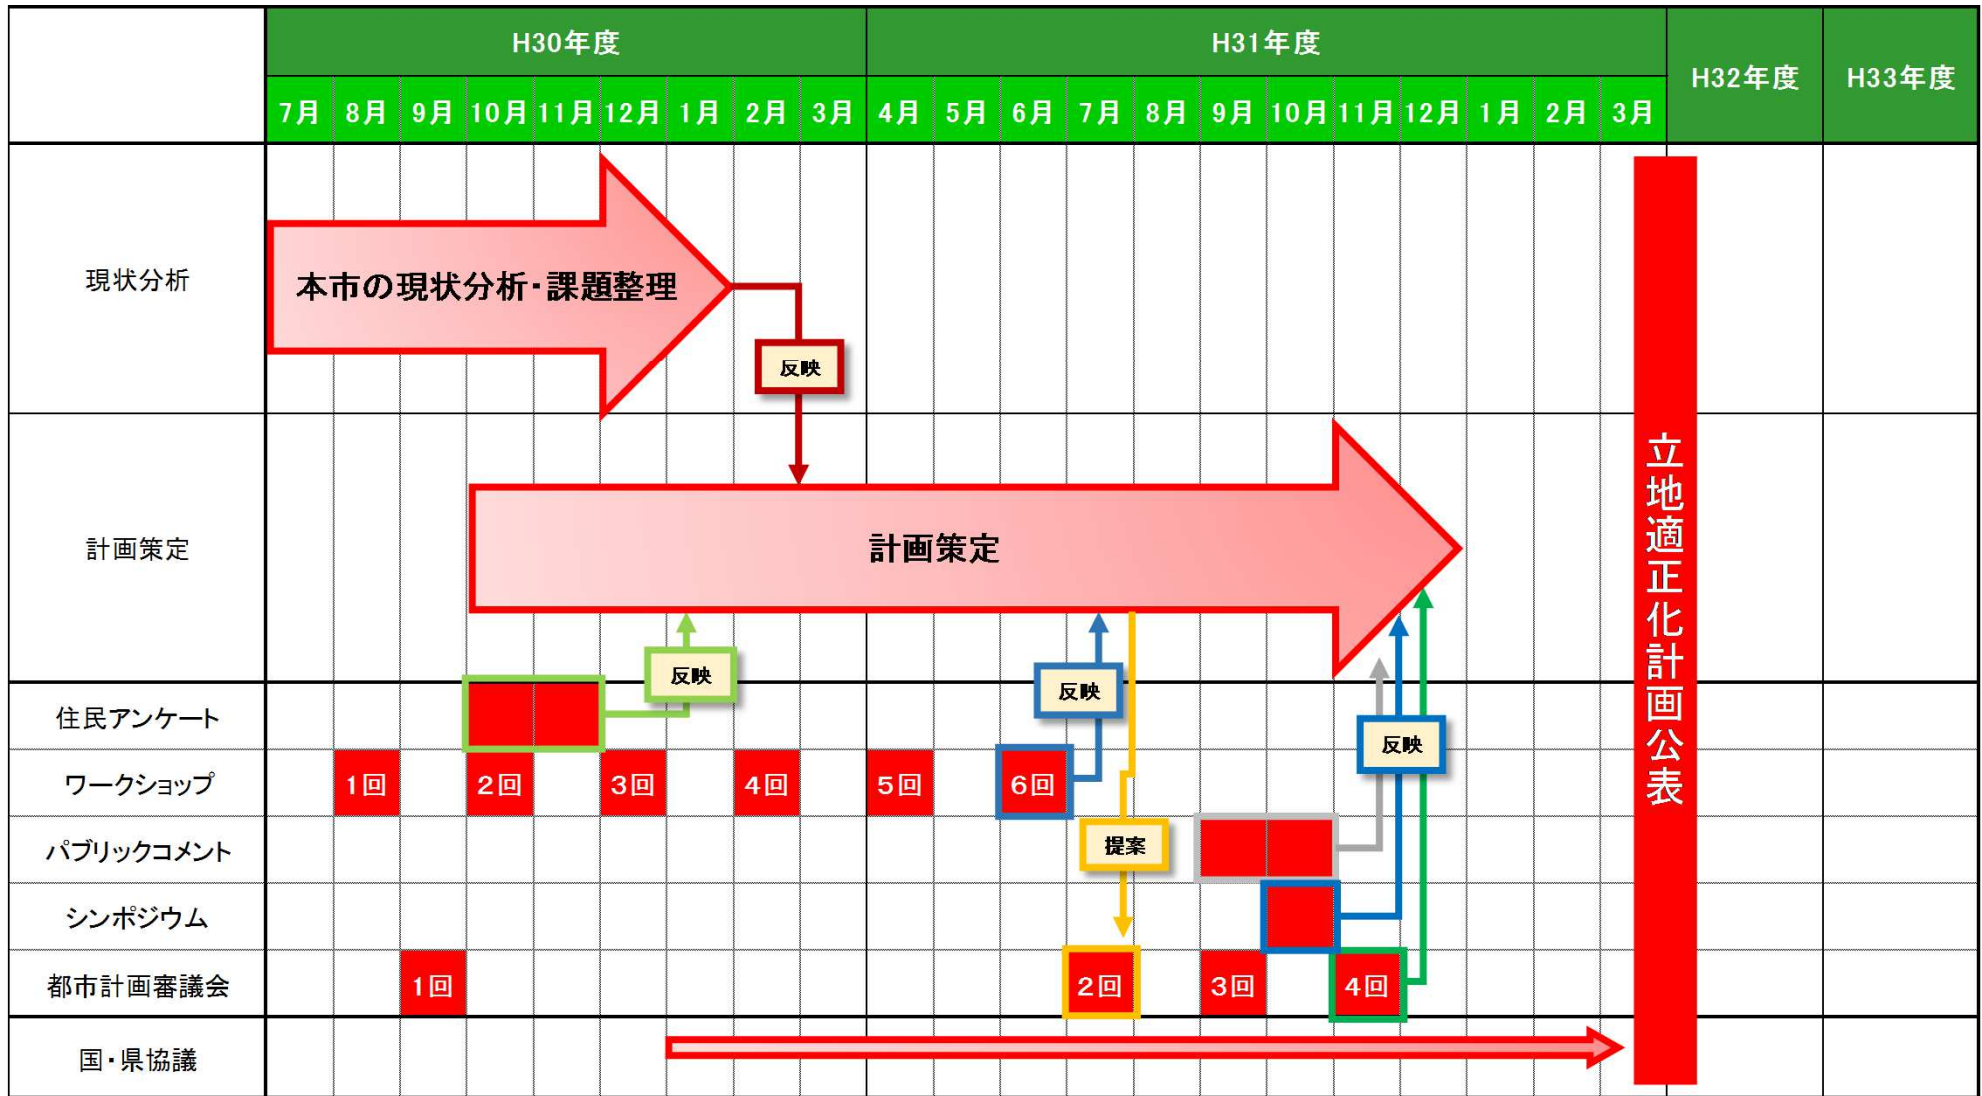 H30年度 H31年度 H32年度 H33年度
7月 8月 9月 10月 11月 12月 1月 2月 3月 4月 5月 6月 7月 8月 9月 10月 11月 12月 1月 2月 3月
現状分析
本市の現状分析・課題整理
反映
計画策定
計画策定
反映
反映
反映
立地適正化計画公表
住民アンケート
ワークショップ
1回 2回 3回 4回 5回 6回
パブリックコメント
提案
シンポジウム
都市計画審議会
1回 2回 3回 4回
国・県協議